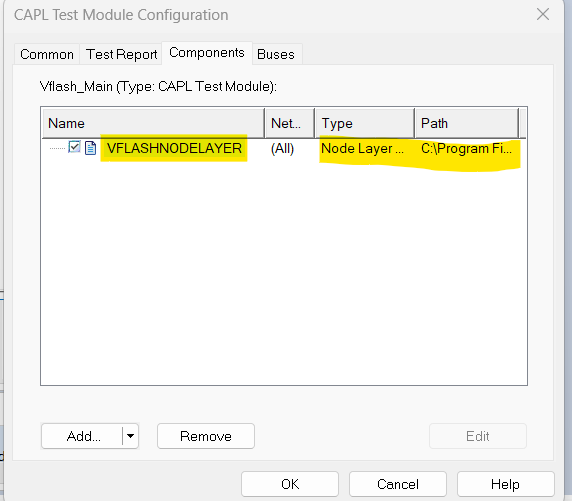 CAPL Test Module Configuration
Common Test Report Components Buses
Vflash_Main (Type: CAPL Test Module):
Name Net... Type Path
VFLASHNODELAYER (All) Node Layer ... C:\Program Fi...
Add... Remove Edit
OK Cancel Help